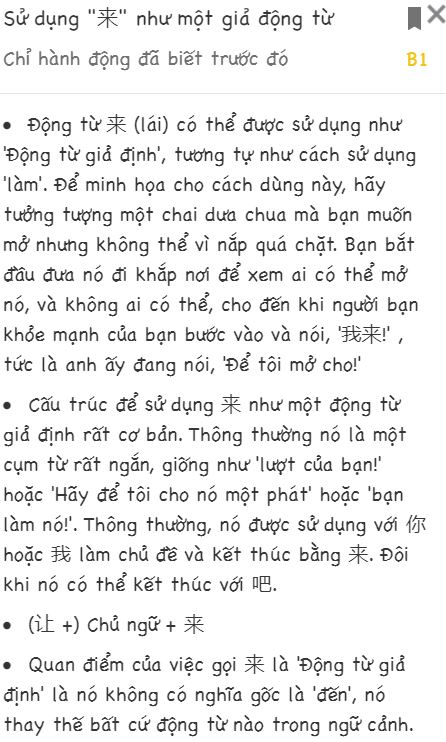 Sử dụng "来" như một giả động từ
Chỉ hành động đã biết trước đó B1
• Động từ 来 (lái) có thể được sử dụng như
'Động từ giả định', tương tự như cách sử dụng
'làm'. Để minh họa cho cách dùng này, hãy
tưởng tượng một chai dưa chua mà bạn muốn
mở nhưng không thể vì nắp quá chặt. Bạn bắt
đầu đưa nó đi khắp nơi để xem ai có thể mở
nó, và không ai có thể, cho đến khi người bạn
khỏe mạnh của bạn bước vào và nói, '我来!' ,
tức là anh ấy đang nói, 'Để tôi mở cho!'
• Cấu trúc để sử dụng 来 như một động từ
giả định rất cơ bản. Thông thường nó là một
cụm từ rất ngắn, giống như 'lượt của bạn!'
hoặc 'Hãy để tôi cho nó một phát' hoặc 'bạn
làm nó!'. Thông thường, nó được sử dụng với 你
hoặc 我 làm chủ đề và kết thúc bằng 来. Đôi
khi nó có thể kết thúc với 吧.
• (让 +) Chủ ngữ + 来
• Quan điểm của việc gọi 来 là 'Động từ giả
định' là nó không có nghĩa gốc là 'đến', nó
thay thế bất cứ động từ nào trong ngữ cảnh.